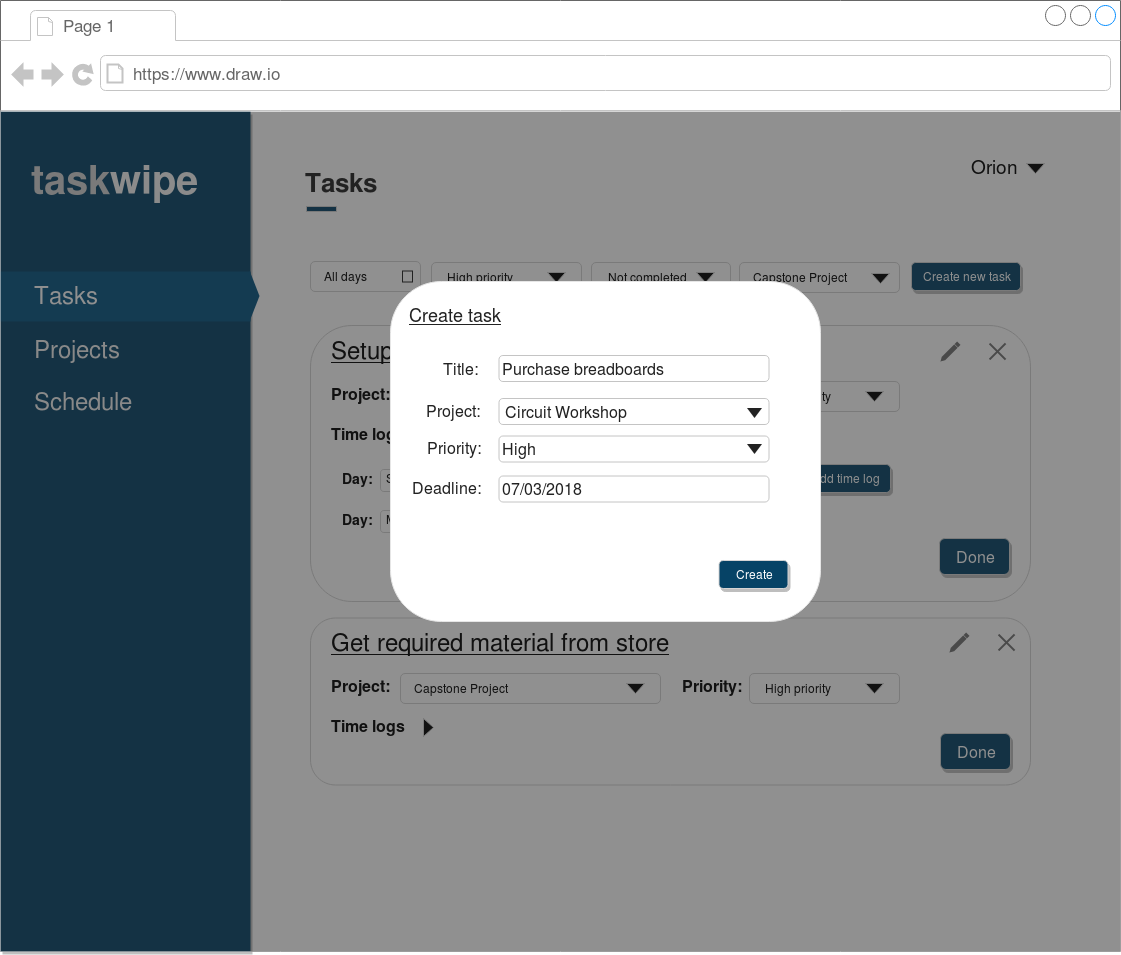 Page 1
https://www.draw.io
taskwipe
Orion
Tasks
All days High priority Not completed Capstone Project Create new task
Tasks
Projects
Schedule
Create task
Title: Purchase breadboards
Project: Circuit Workshop
Priority: High
Deadline: 07/03/2018
Create
Setup
Project:
Time log
Day:
Day:
time log
Done
Get required material from store
Project: Capstone Project Priority: High priority
Time logs
Done